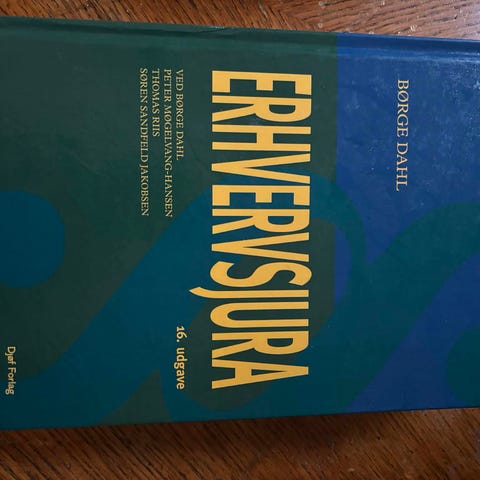 BØRGE DAHL
ERHVERVSJURA
16. udgave
VED BØRGE DAHL
PETER MØGELVANG-HANSEN
THOMAS RIIS
SØREN SANDFELD JAKOBSEN
Djøf Forlag